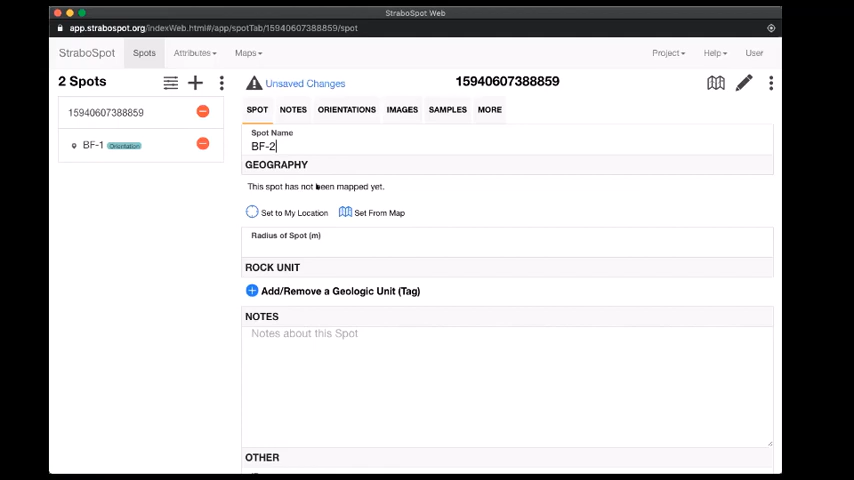 StraboSpot Web
app.strabospot.org/indexWeb.html#/app/spotTab/15940607388859/spot
StraboSpot Spots Attributes Maps Project Help User
2 Spots
Unsaved Changes
15940607388859
15940607388859
BF-1 Orientation
SPOT NOTES ORIENTATIONS IMAGES SAMPLES MORE
Spot Name
BF-2
GEOGRAPHY
This spot has not been mapped yet.
Set to My Location Set From Map
Radius of Spot (m)
ROCK UNIT
Add/Remove a Geologic Unit (Tag)
NOTES
Notes about this Spot
OTHER